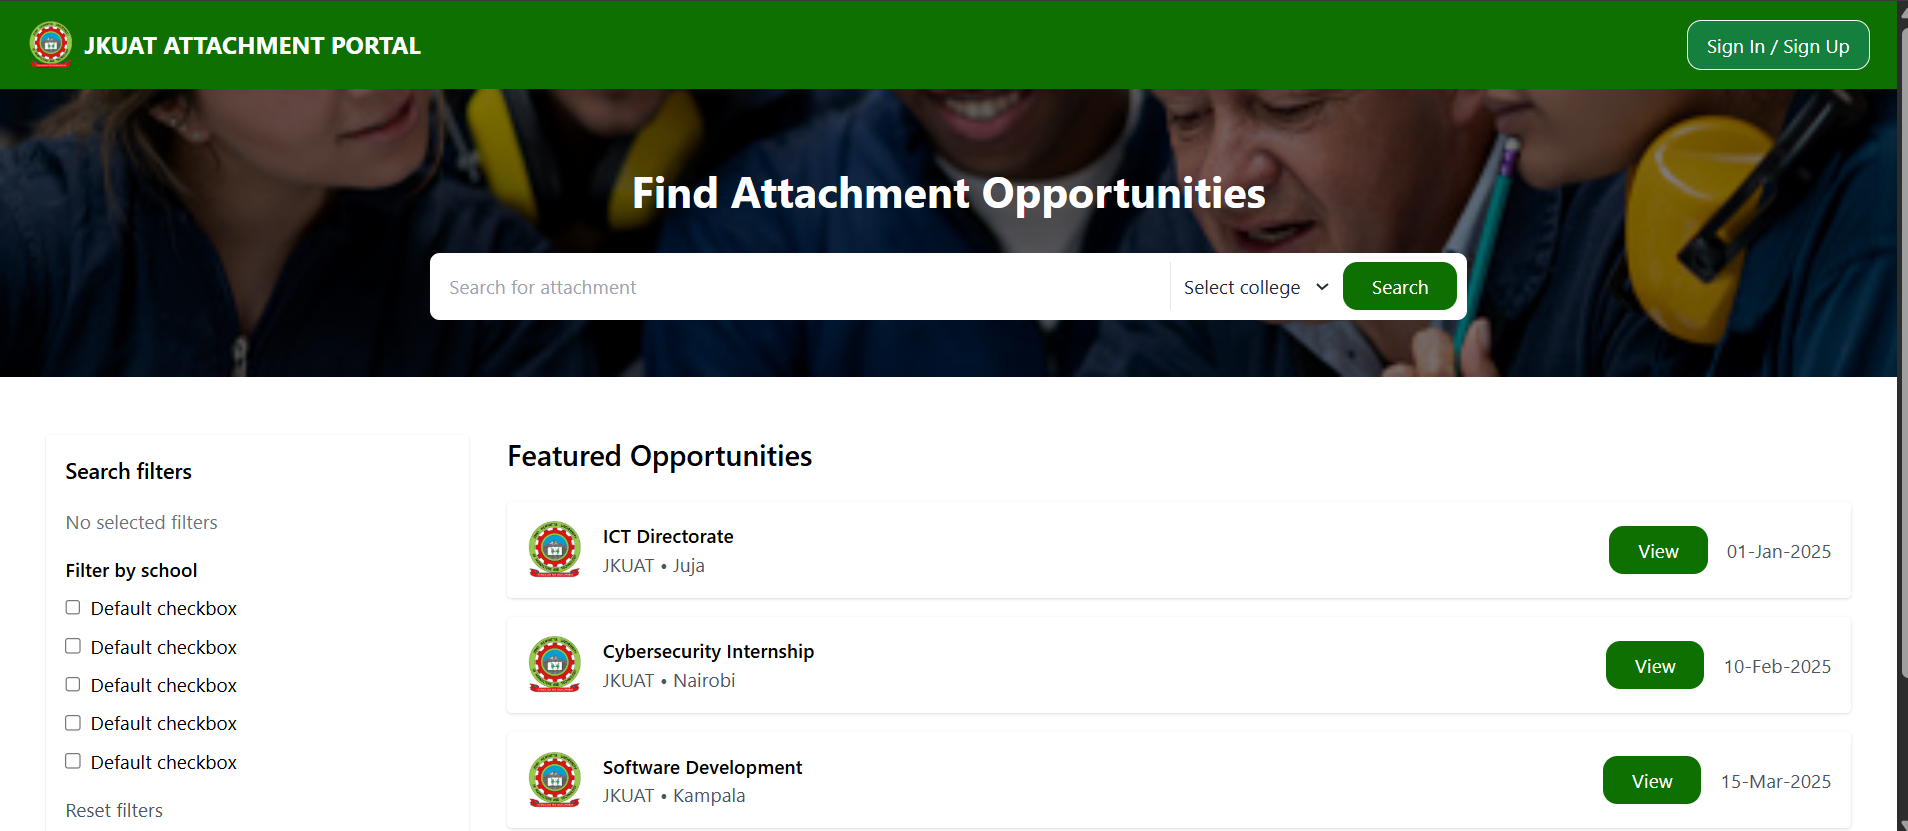 JKUAT ATTACHMENT PORTAL
Sign In / Sign Up
Find Attachment Opportunities
Search for attachment
Select college
Search
Search filters
No selected filters
Filter by school
Default checkbox
Default checkbox
Default checkbox
Default checkbox
Default checkbox
Reset filters
Featured Opportunities
ICT Directorate
JKUAT • Juja
View
01-Jan-2025
Cybersecurity Internship
JKUAT • Nairobi
View
10-Feb-2025
Software Development
JKUAT • Kampala
View
15-Mar-2025